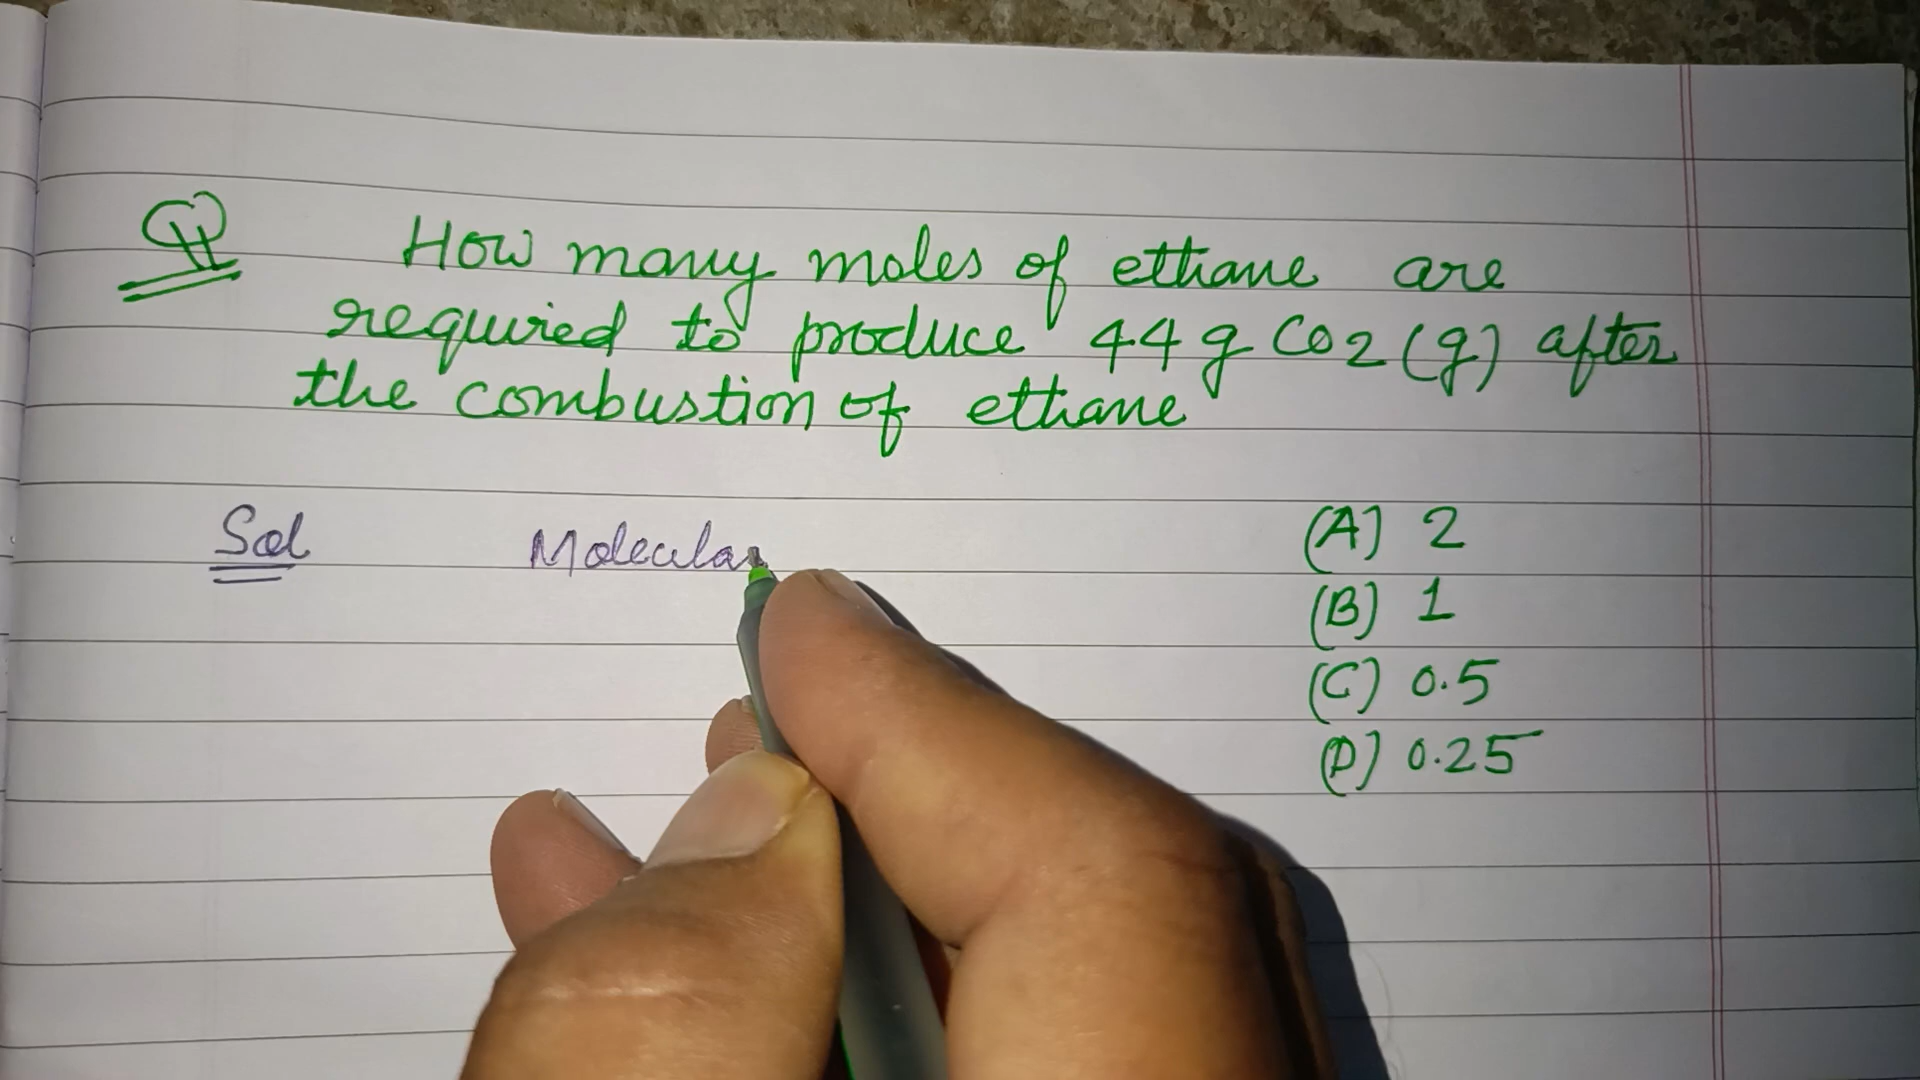 Q How many moles of ethane are
required to produce 44g CO2(g) after
the combustion of ethane
Sol Molecular
(A) 2
(B) 1
(C) 0.5
(D) 0.25